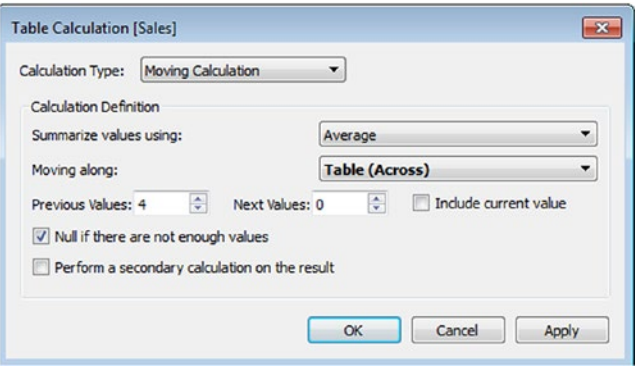 Table Calculation [Sales]
Calculation Type: Moving Calculation
Calculation Definition
Summarize values using: Average
Moving along: Table (Across)
Previous Values: 4 Next Values: 0 Include current value
Null if there are not enough values
Perform a secondary calculation on the result
OK Cancel Apply